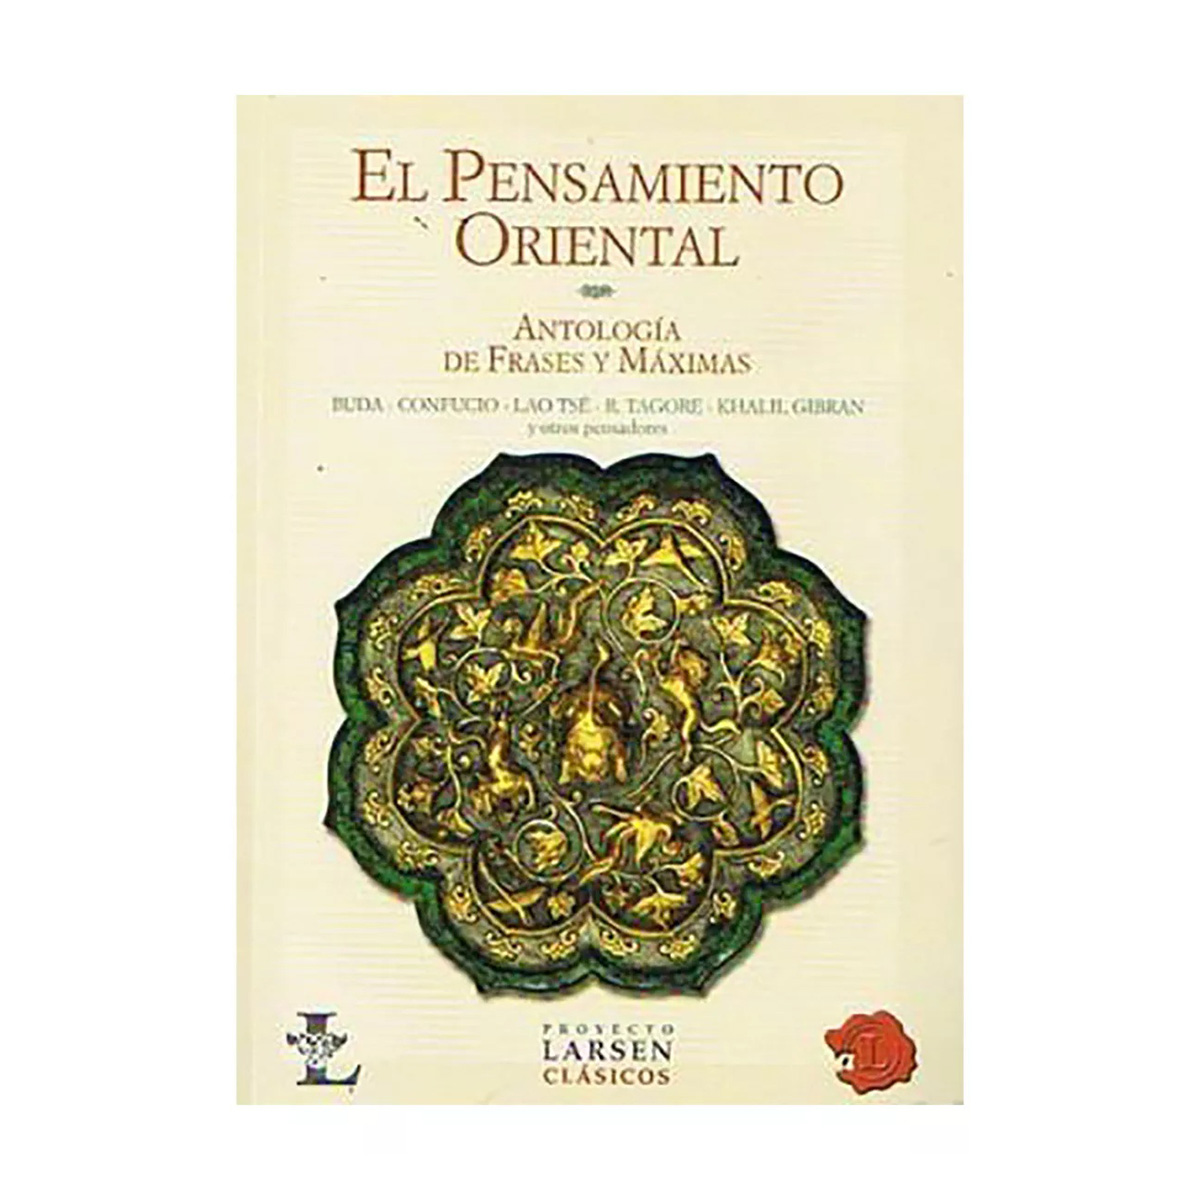 EL PENSAMIENTO
ORIENTAL
ANTOLOGÍA
DE FRASES Y MÁXIMAS
BUDA · CONFUCIO · LAO TSÉ · R. TAGORE · KHALIL GIBRAN
y otros pensadores
L
PROYECTO
LARSEN
CLÁSICOS
aL